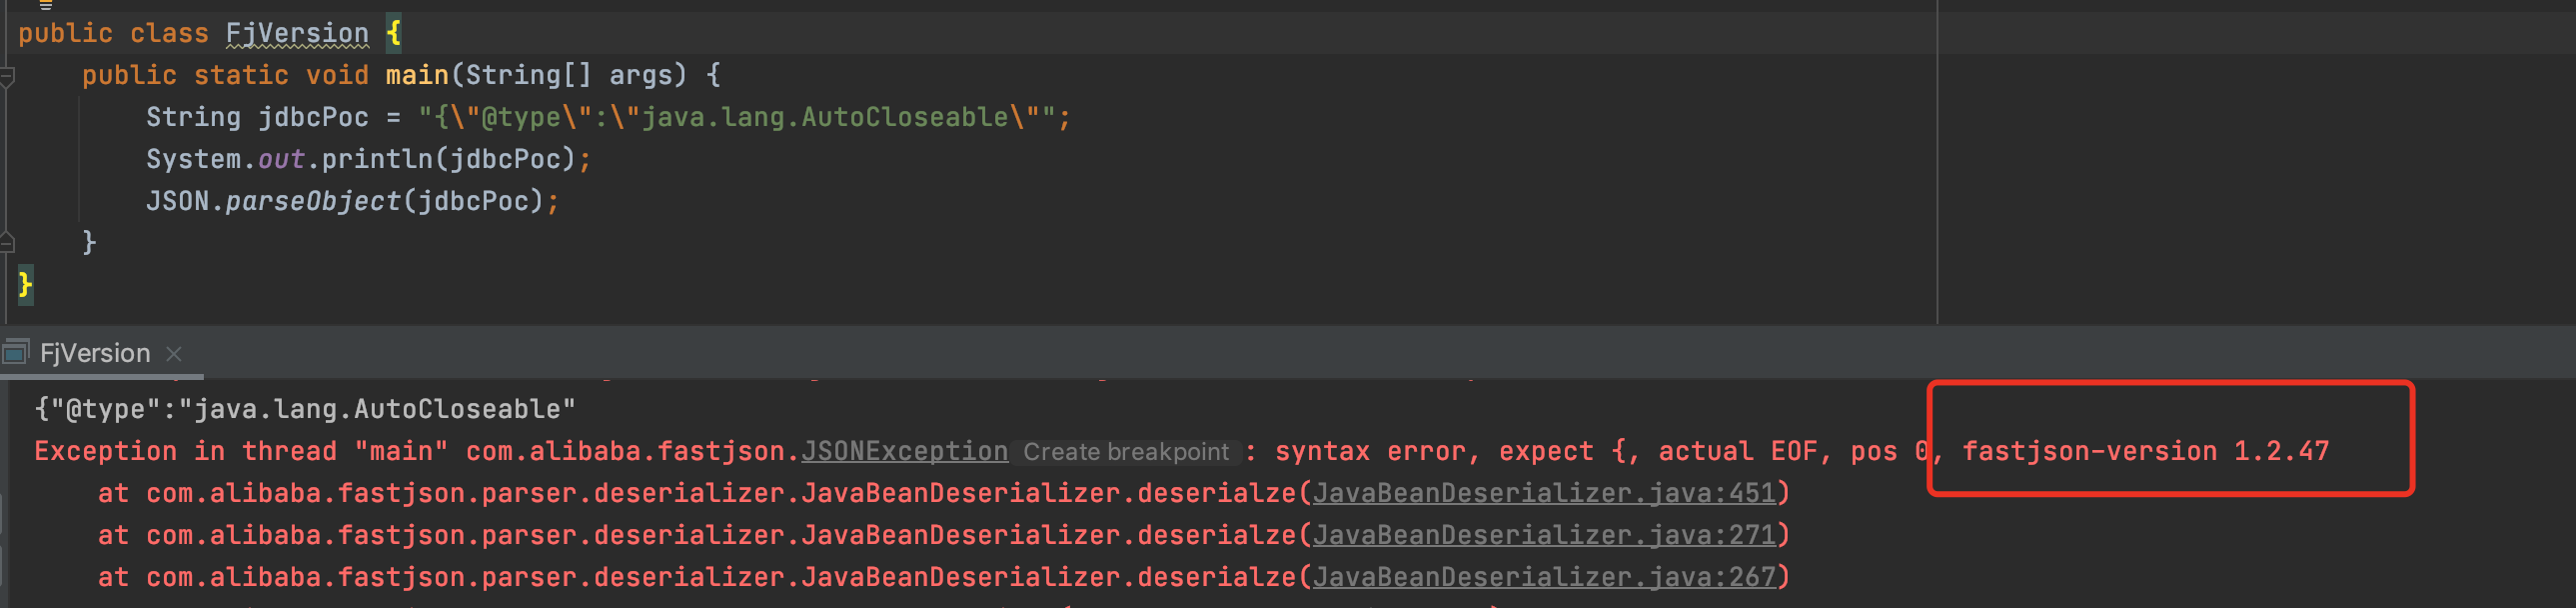 public class FjVersion {
public static void main(String[] args) {
String jdbcPoc = "{\"@type\":\"java.lang.AutoCloseable\"";
System.out.println(jdbcPoc);
JSON.parseObject(jdbcPoc);
}
}
FjVersion
{"@type":"java.lang.AutoCloseable"
Exception in thread "main" com.alibaba.fastjson.JSONException Create breakpoint : syntax error, expect {, actual EOF, pos 0, fastjson-version 1.2.47
at com.alibaba.fastjson.parser.deserializer.JavaBeanDeserializer.deserialze(JavaBeanDeserializer.java:451)
at com.alibaba.fastjson.parser.deserializer.JavaBeanDeserializer.deserialze(JavaBeanDeserializer.java:271)
at com.alibaba.fastjson.parser.deserializer.JavaBeanDeserializer.deserialze(JavaBeanDeserializer.java:267)